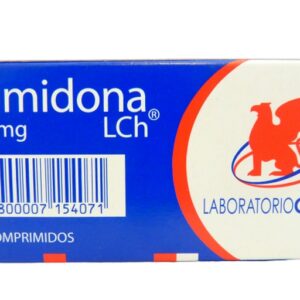 midona
mg LCh®
800007 154071
OMPRIMIDOS
LABORATORIO